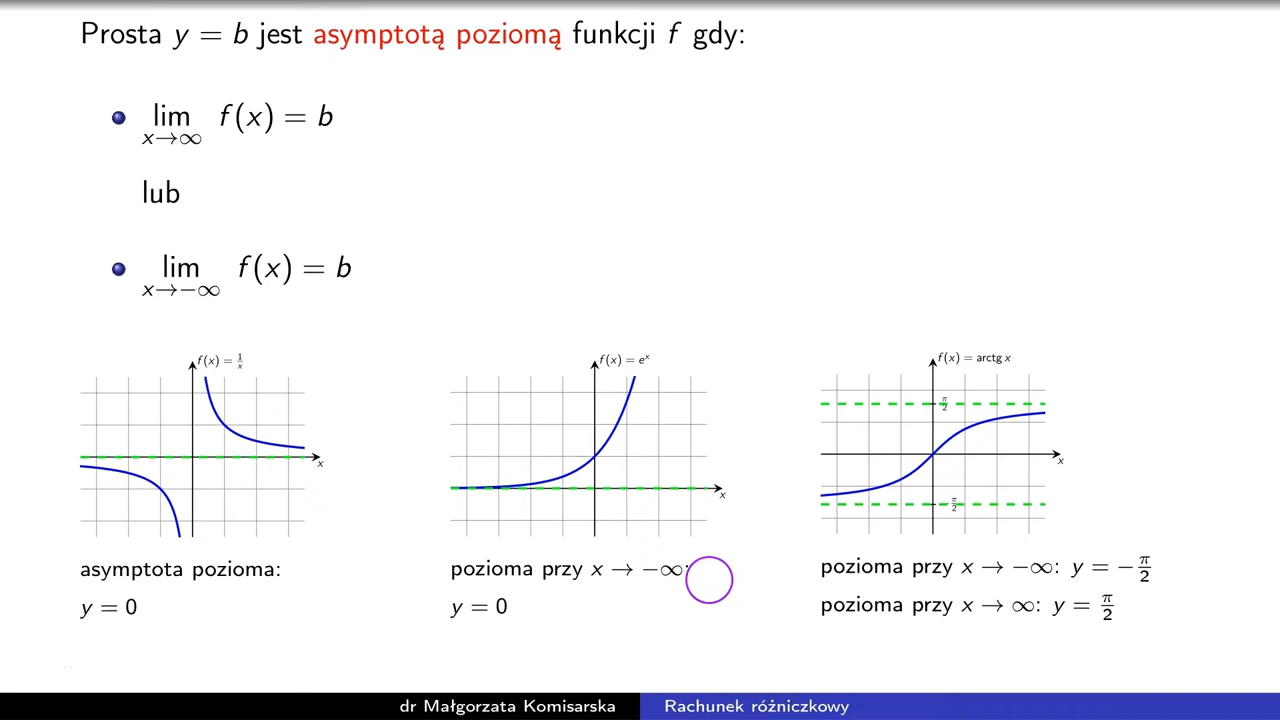 Prosta y = b jest asymptotą poziomą funkcji f gdy:
lim f(x) = b
x→∞
lub
lim f(x) = b
x→−∞
f(x) = 1/x
x
asymptota pozioma:
y = 0
f(x) = eˣ
x
pozioma przy x → −∞:
y = 0
f(x) = arctg x
π/2
−π/2
x
pozioma przy x → −∞: y = −π/2
pozioma przy x → ∞: y = π/2
dr Małgorzata Komisarska
Rachunek różniczkowy